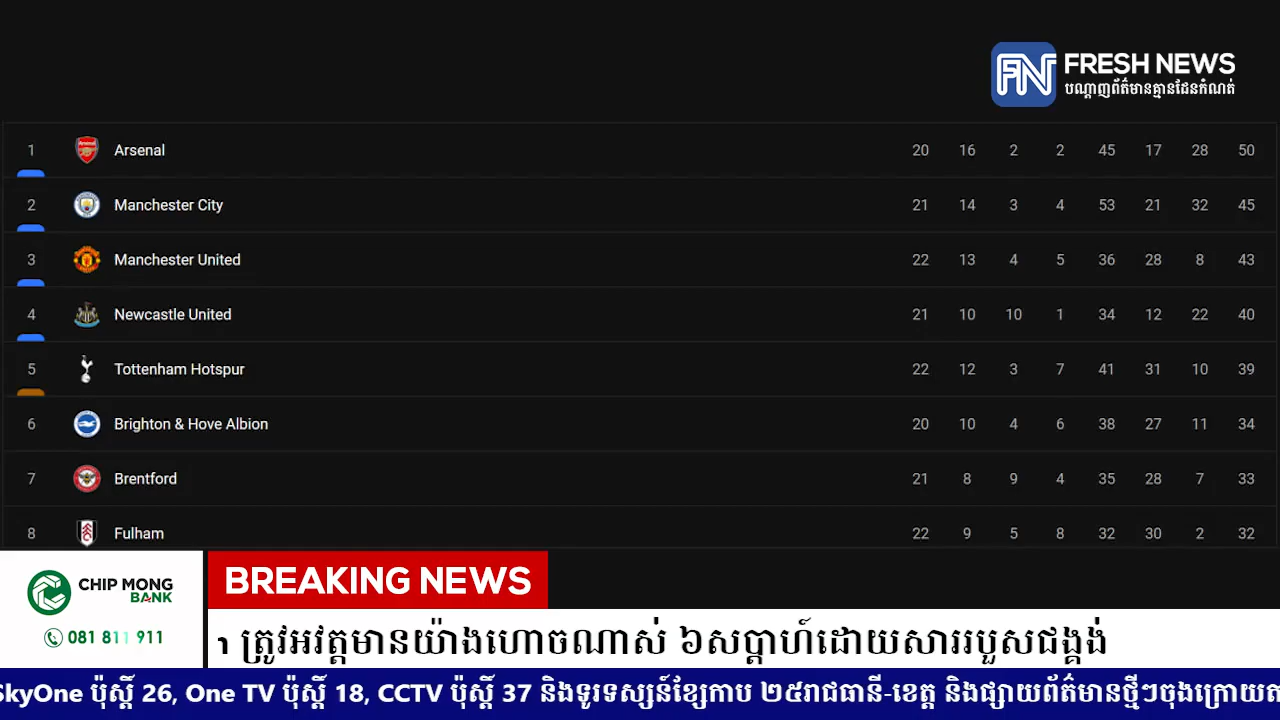 FRESH NEWS
បណ្តាញព័ត៌មានគ្មានដែនកំណត់
1 Arsenal 20 16 2 2 45 17 28 50
2 Manchester City 21 14 3 4 53 21 32 45
3 Manchester United 22 13 4 5 36 28 8 43
4 Newcastle United 21 10 10 1 34 12 22 40
5 Tottenham Hotspur 22 12 3 7 41 31 10 39
6 Brighton & Hove Albion 20 10 4 6 38 27 11 34
7 Brentford 21 8 9 4 35 28 7 33
8 Fulham 22 9 5 8 32 30 2 32
CHIP MONG
BANK
081 811 911
BREAKING NEWS
ត្រូវអវត្តមានយ៉ាងហោចណាស់ ៦សប្តាហ៍ដោយសាររបួសជង្គង់
SkyOne ប៉ុស្តិ៍ 26, One TV ប៉ុស្តិ៍ 18, CCTV ប៉ុស្តិ៍ 37 និងទូរទស្សន៍ខ្សែកាប ២៥រាជធានី-ខេត្ត និងផ្សាយព័ត៌មានថ្មីៗចុងក្រោយ